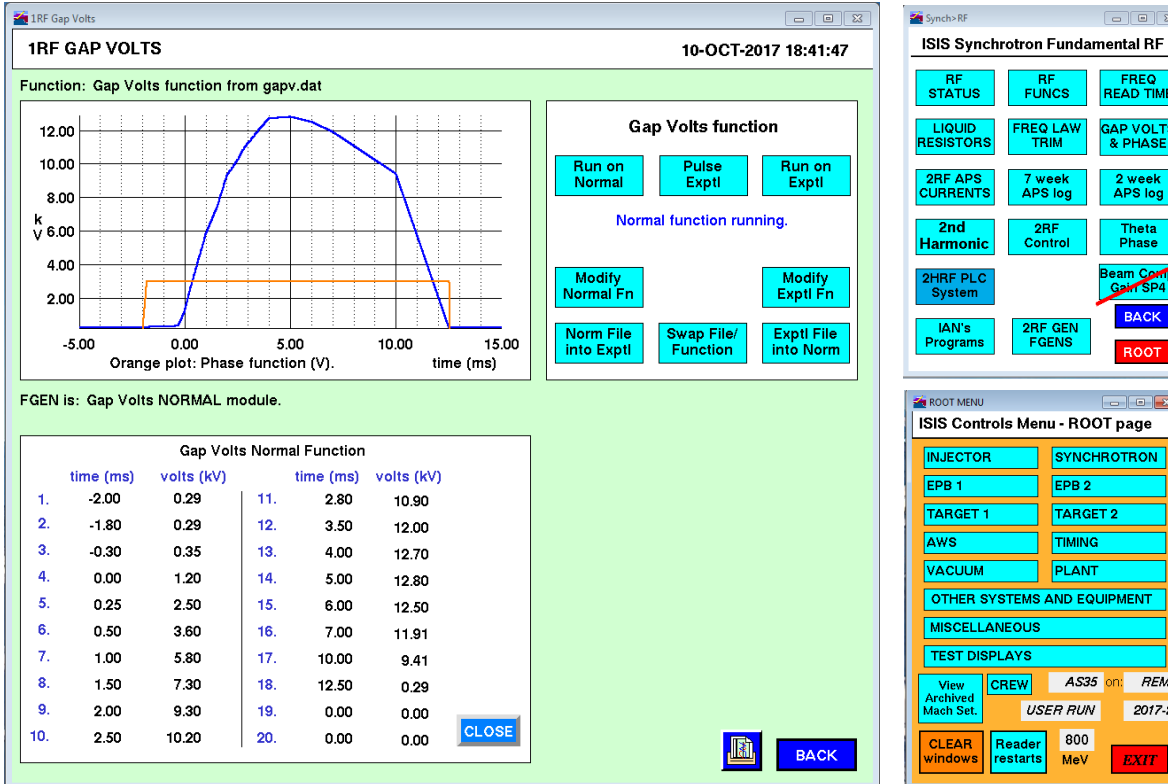 1RF Gap Volts
1RF GAP VOLTS
10-OCT-2017 18:41:47
Function: Gap Volts function from gapv.dat
12.00
10.00
8.00
k
V 6.00
4.00
2.00
-5.00 0.00 5.00 10.00 15.00
Orange plot: Phase function (V). time (ms)
Gap Volts function
Run on Normal
Pulse Exptl
Run on Exptl
Normal function running.
Modify Normal Fn
Modify Exptl Fn
Norm File into Exptl
Swap File/ Function
Exptl File into Norm
FGEN is: Gap Volts NORMAL module.
Gap Volts Normal Function
time (ms) volts (kV) time (ms) volts (kV)
1. -2.00 0.29 11. 2.80 10.90
2. -1.80 0.29 12. 3.50 12.00
3. -0.30 0.35 13. 4.00 12.70
4. 0.00 1.20 14. 5.00 12.80
5. 0.25 2.50 15. 6.00 12.50
6. 0.50 3.60 16. 7.00 11.91
7. 1.00 5.80 17. 10.00 9.41
8. 1.50 7.30 18. 12.50 0.29
9. 2.00 9.30 19. 0.00 0.00
10. 2.50 10.20 20. 0.00 0.00
CLOSE
BACK
Synch>RF
ISIS Synchrotron Fundamental RF
RF STATUS
RF FUNCS
FREQ READ TIME
LIQUID RESISTORS
FREQ LAW TRIM
GAP VOLTS & PHASE
2RF APS CURRENTS
7 week APS log
2 week APS log
2nd Harmonic
2RF Control
Theta Phase
2HRF PLC System
Beam Comp
Gain SP4
IAN's Programs
2RF GEN FGENS
BACK
ROOT
ROOT MENU
ISIS Controls Menu - ROOT page
INJECTOR
SYNCHROTRON
EPB 1
EPB 2
TARGET 1
TARGET 2
AWS
TIMING
VACUUM
PLANT
OTHER SYSTEMS AND EQUIPMENT
MISCELLANEOUS
TEST DISPLAYS
View Archived Mach Set.
CREW
AS35 on: REM
USER RUN 2017-
CLEAR windows
Reader restarts
800
MeV
EXIT